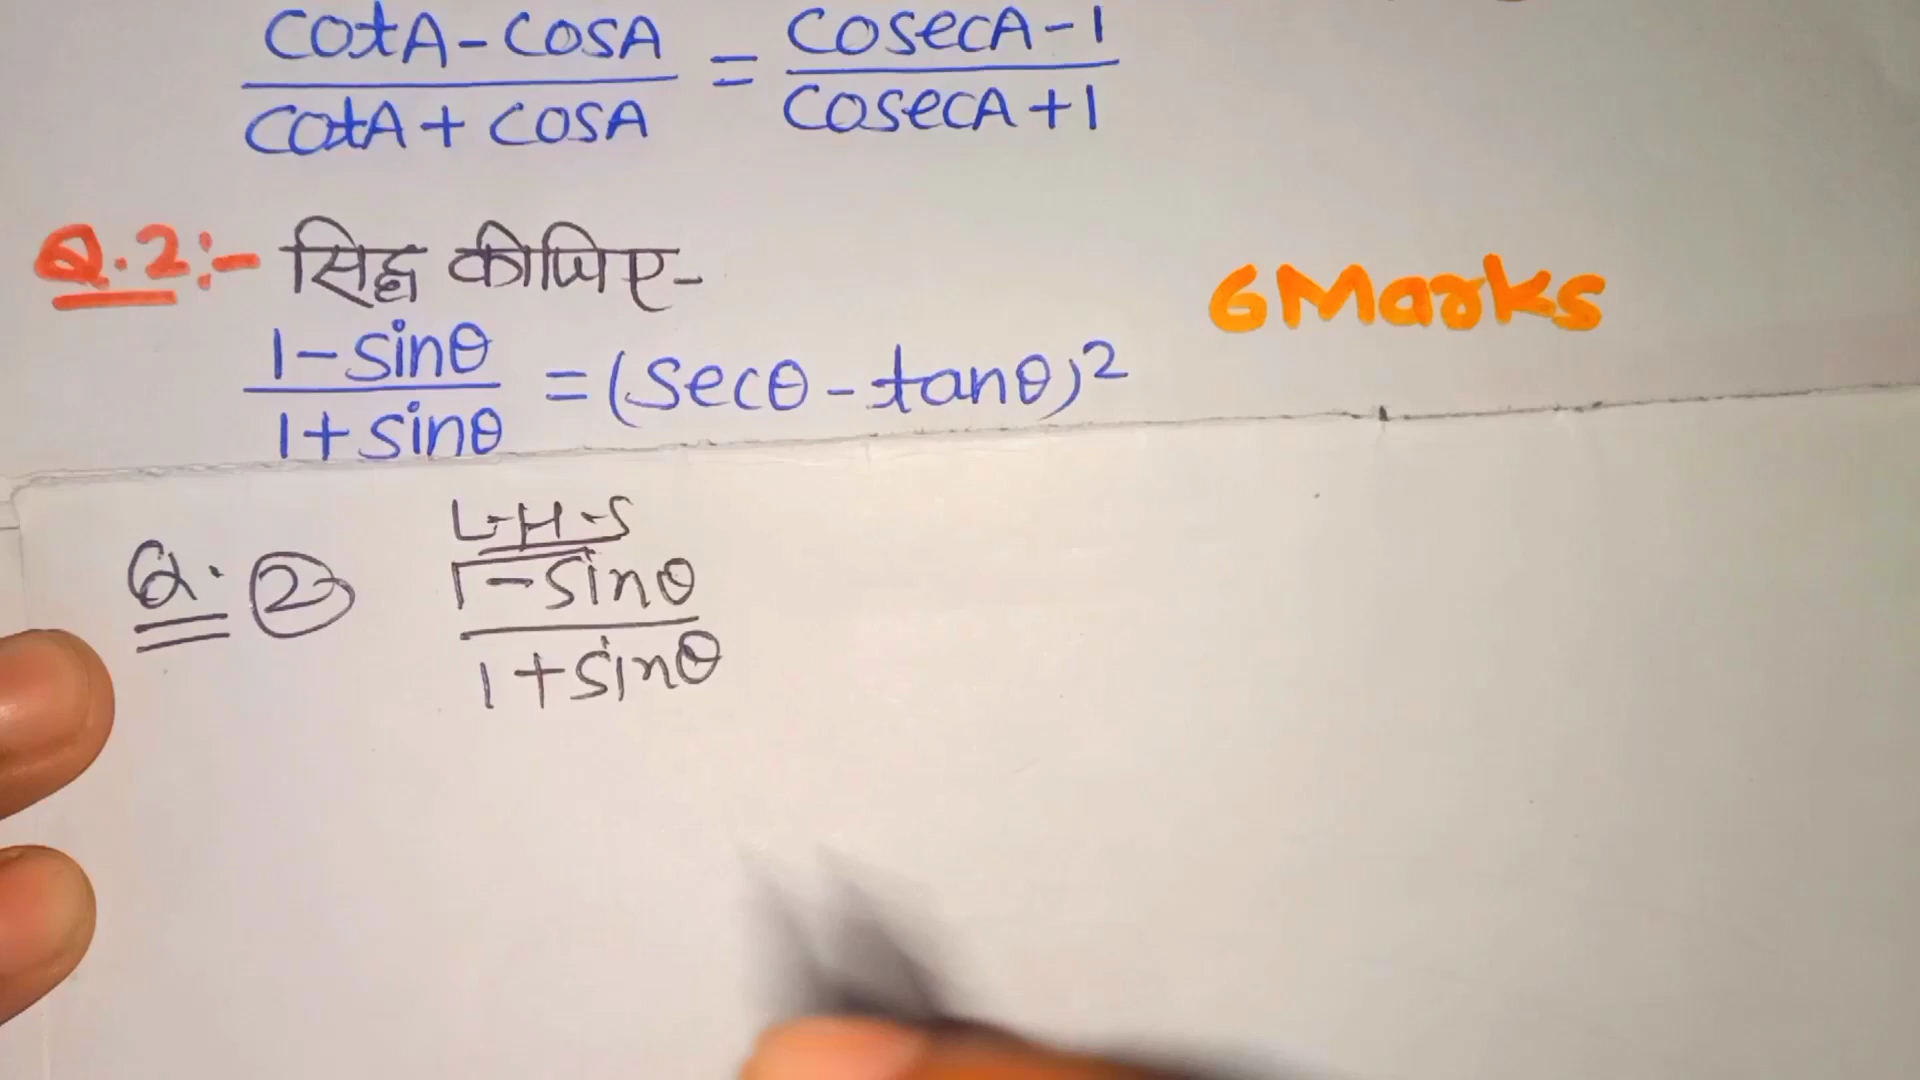 cotA-cosA = cosecA-1
cotA+cosA cosecA+1
Q.2:- सिद्ध कीजिए-
6Marks
1-sinθ = (secθ-tanθ)²
1+sinθ
L.H.S
Q. 2 1-sinθ
1+sinθ